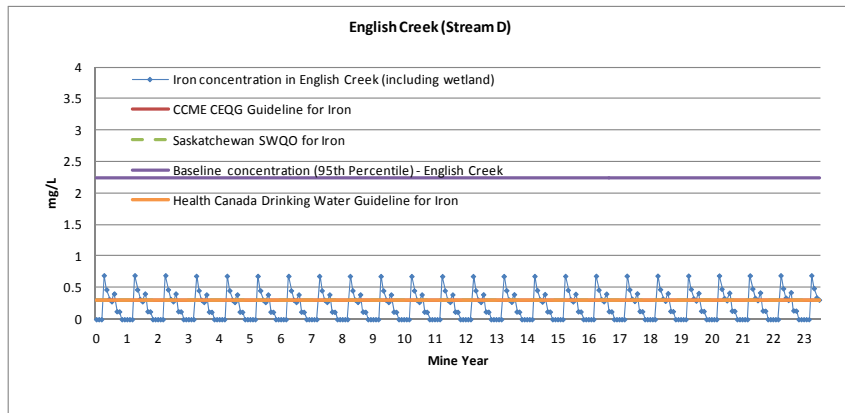 English Creek (Stream D)
4
3.5
3
2.5
2
1.5
1
0.5
0
mg/L
Iron concentration in English Creek (including wetland)
CCME CEQG Guideline for Iron
Saskatchewan SWQO for Iron
Baseline concentration (95th Percentile) - English Creek
Health Canada Drinking Water Guideline for Iron
0 1 2 3 4 5 6 7 8 9 10 11 12 13 14 15 16 17 18 19 20 21 22 23
Mine Year